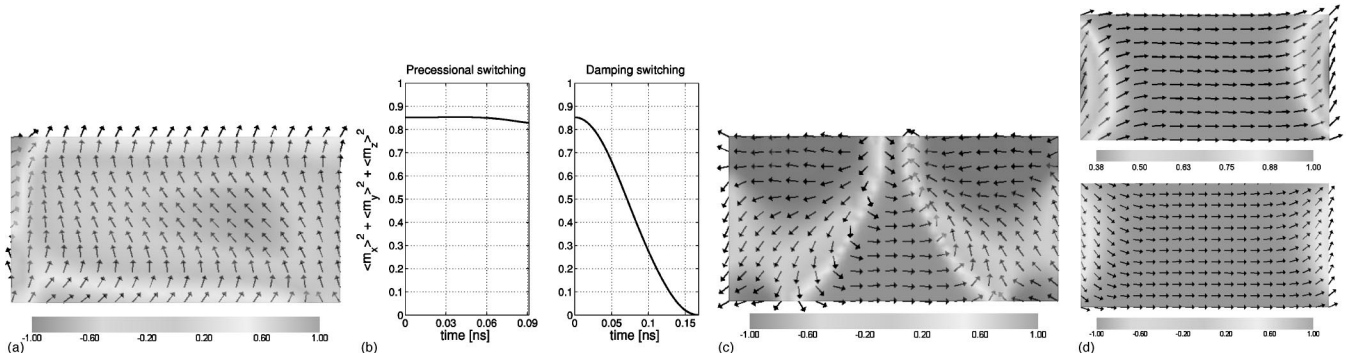 -1.00 -0.60 -0.20 0.20 0.60 1.00
(a)
Precessional switching
Damping switching
<m_x>^2 + <m_y>^2 + <m_z>^2
1
0.9
0.8
0.7
0.6
0.5
0.4
0.3
0.2
0.1
0
0 0.03 0.06 0.09
time [ns]
1
0.9
0.8
0.7
0.6
0.5
0.4
0.3
0.2
0.1
0
0 0.05 0.1 0.15
time [ns]
(b)
-1.00 -0.60 -0.20 0.20 0.60 1.00
(c)
0.38 0.50 0.63 0.75 0.88 1.00
-1.00 -0.60 -0.20 0.20 0.60 1.00
(d)